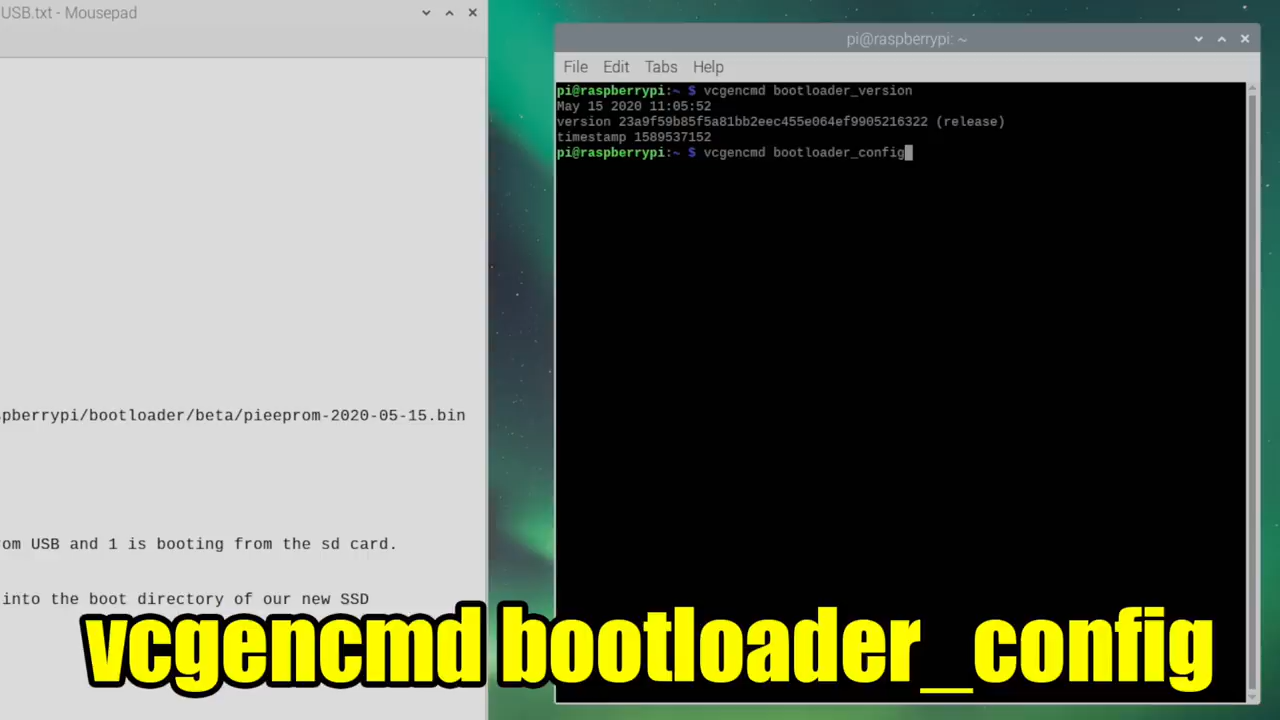 USB.txt - Mousepad
pberrypi/bootloader/beta/pieeprom-2020-05-15.bin
om USB and 1 is booting from the sd card.
into the boot directory of our new SSD
pi@raspberrypi: ~
File Edit Tabs Help
pi@raspberrypi:~ $ vcgencmd bootloader_version
May 15 2020 11:05:52
version 23a9f59b85f5a81bb2eec455e064ef9905216322 (release)
timestamp 1589537152
pi@raspberrypi:~ $ vcgencmd bootloader_config
vcgencmd bootloader_config